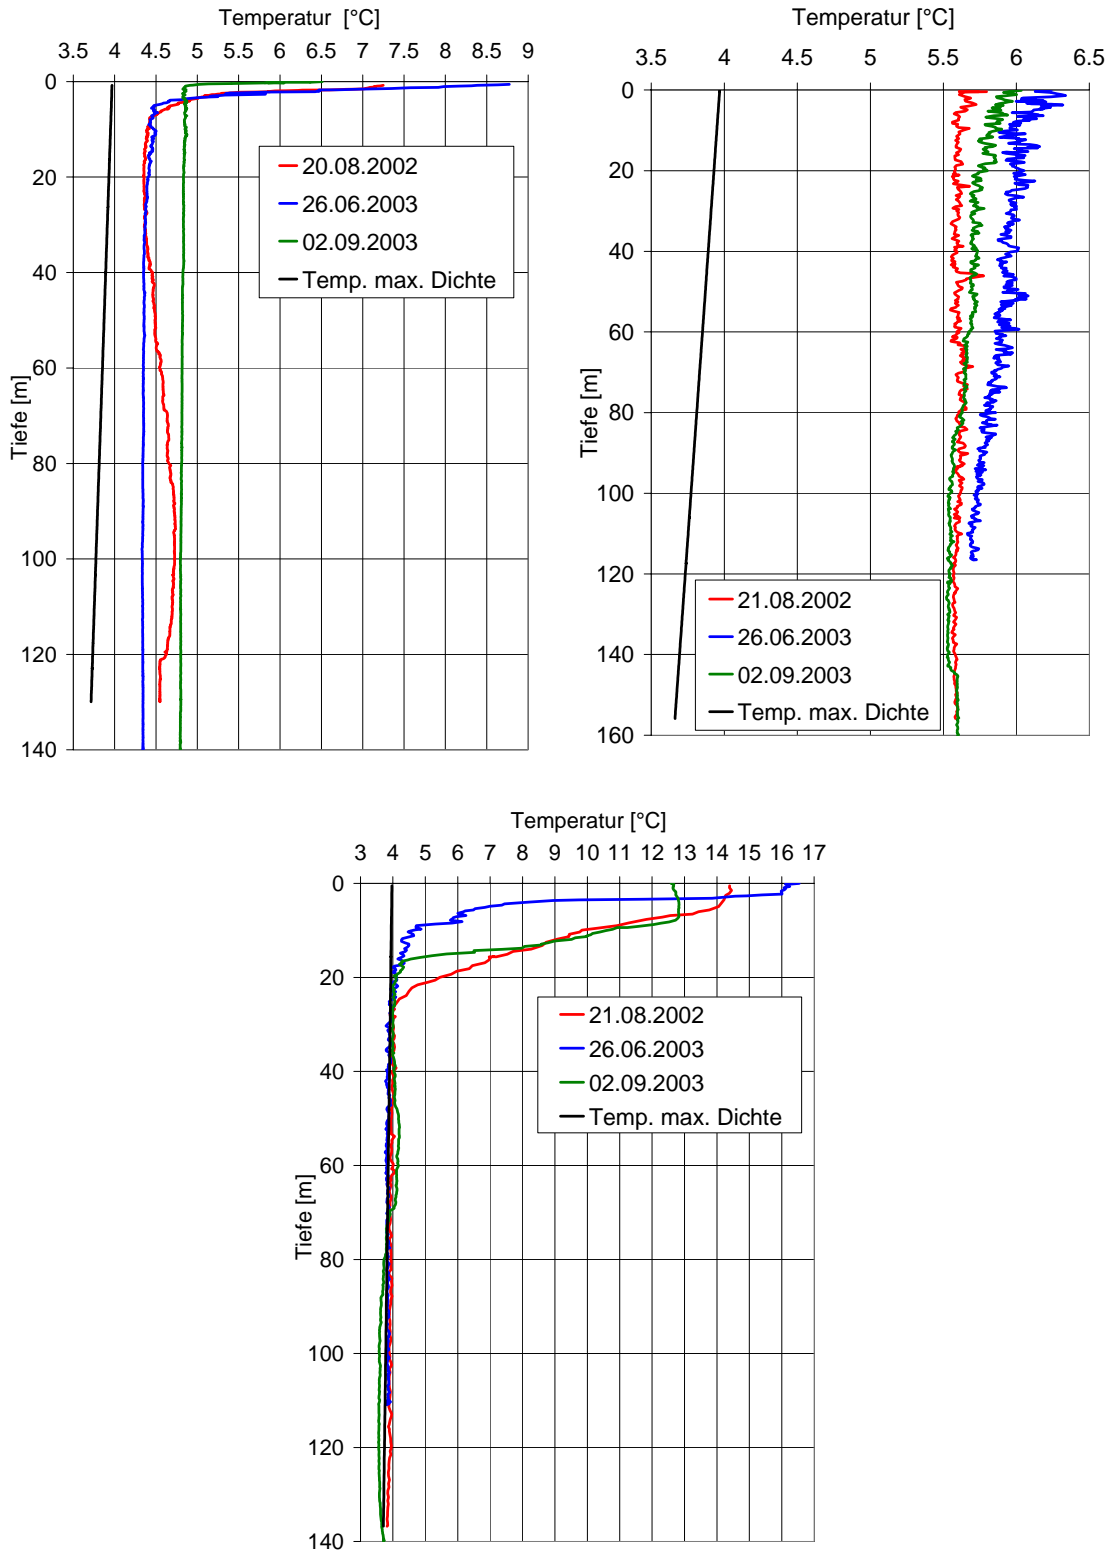 Temperatur [°C]
3.5 4 4.5 5 5.5 6 6.5 7 7.5 8 8.5 9
0
20
40
60
80
100
120
140
Tiefe [m]
20.08.2002
26.06.2003
02.09.2003
Temp. max. Dichte
Temperatur [°C]
3.5 4 4.5 5 5.5 6 6.5
0
20
40
60
80
100
120
140
160
Tiefe [m]
21.08.2002
26.06.2003
02.09.2003
Temp. max. Dichte
Temperatur [°C]
3 4 5 6 7 8 9 10 11 12 13 14 15 16 17
0
20
40
60
80
100
120
140
Tiefe [m]
21.08.2002
26.06.2003
02.09.2003
Temp. max. Dichte